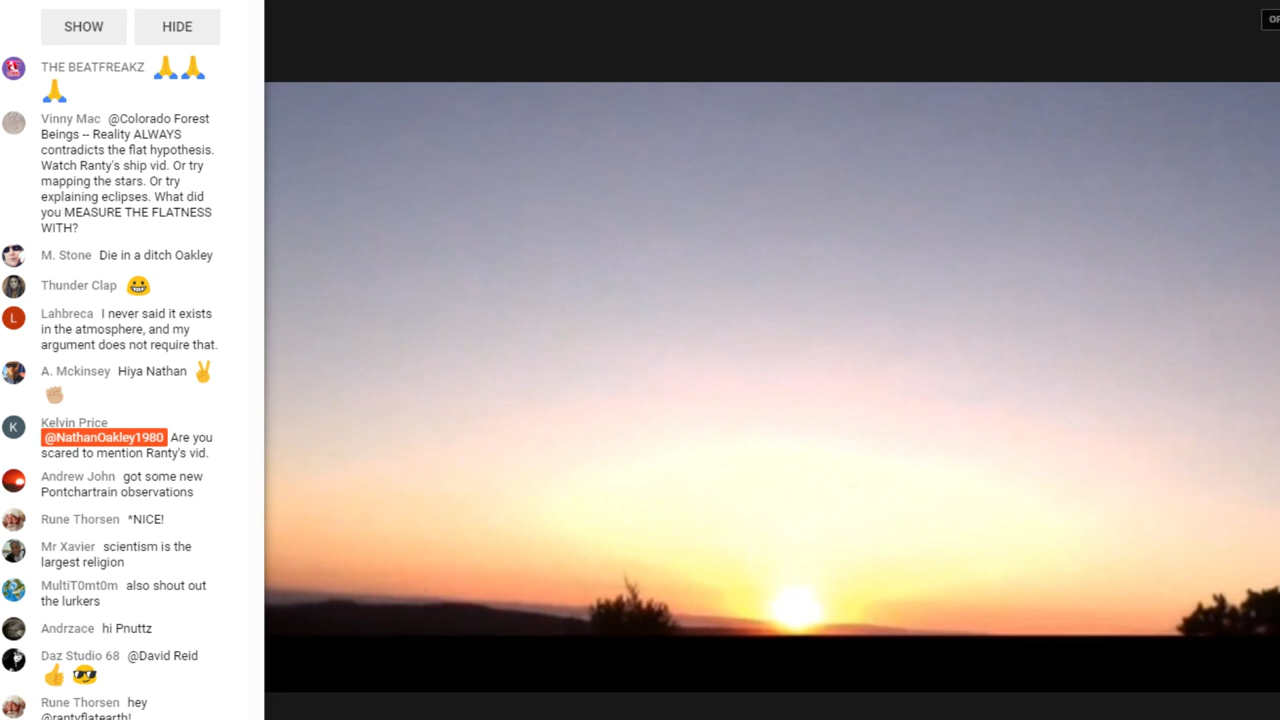 SHOW HIDE
THE BEATFREAKZ 🙏🙏
🙏
Vinny Mac @Colorado Forest
Beings -- Reality ALWAYS
contradicts the flat hypothesis.
Watch Ranty's ship vid. Or try
mapping the stars. Or try
explaining eclipses. What did
you MEASURE THE FLATNESS
WITH?
M. Stone Die in a ditch Oakley
Thunder Clap 😀
L Lahbreca I never said it exists
in the atmosphere, and my
argument does not require that.
A. Mckinsey Hiya Nathan ✌
✊🏼
K Kelvin Price
@NathanOakley1980 Are you
scared to mention Ranty's vid.
Andrew John got some new
Pontchartrain observations
Rune Thorsen *NICE!
Mr Xavier scientism is the
largest religion
MultiT0mt0m also shout out
the lurkers
Andrzace hi Pnuttz
Daz Studio 68 @David Reid
👍 😎
Rune Thorsen hey
@rantyflatearth!